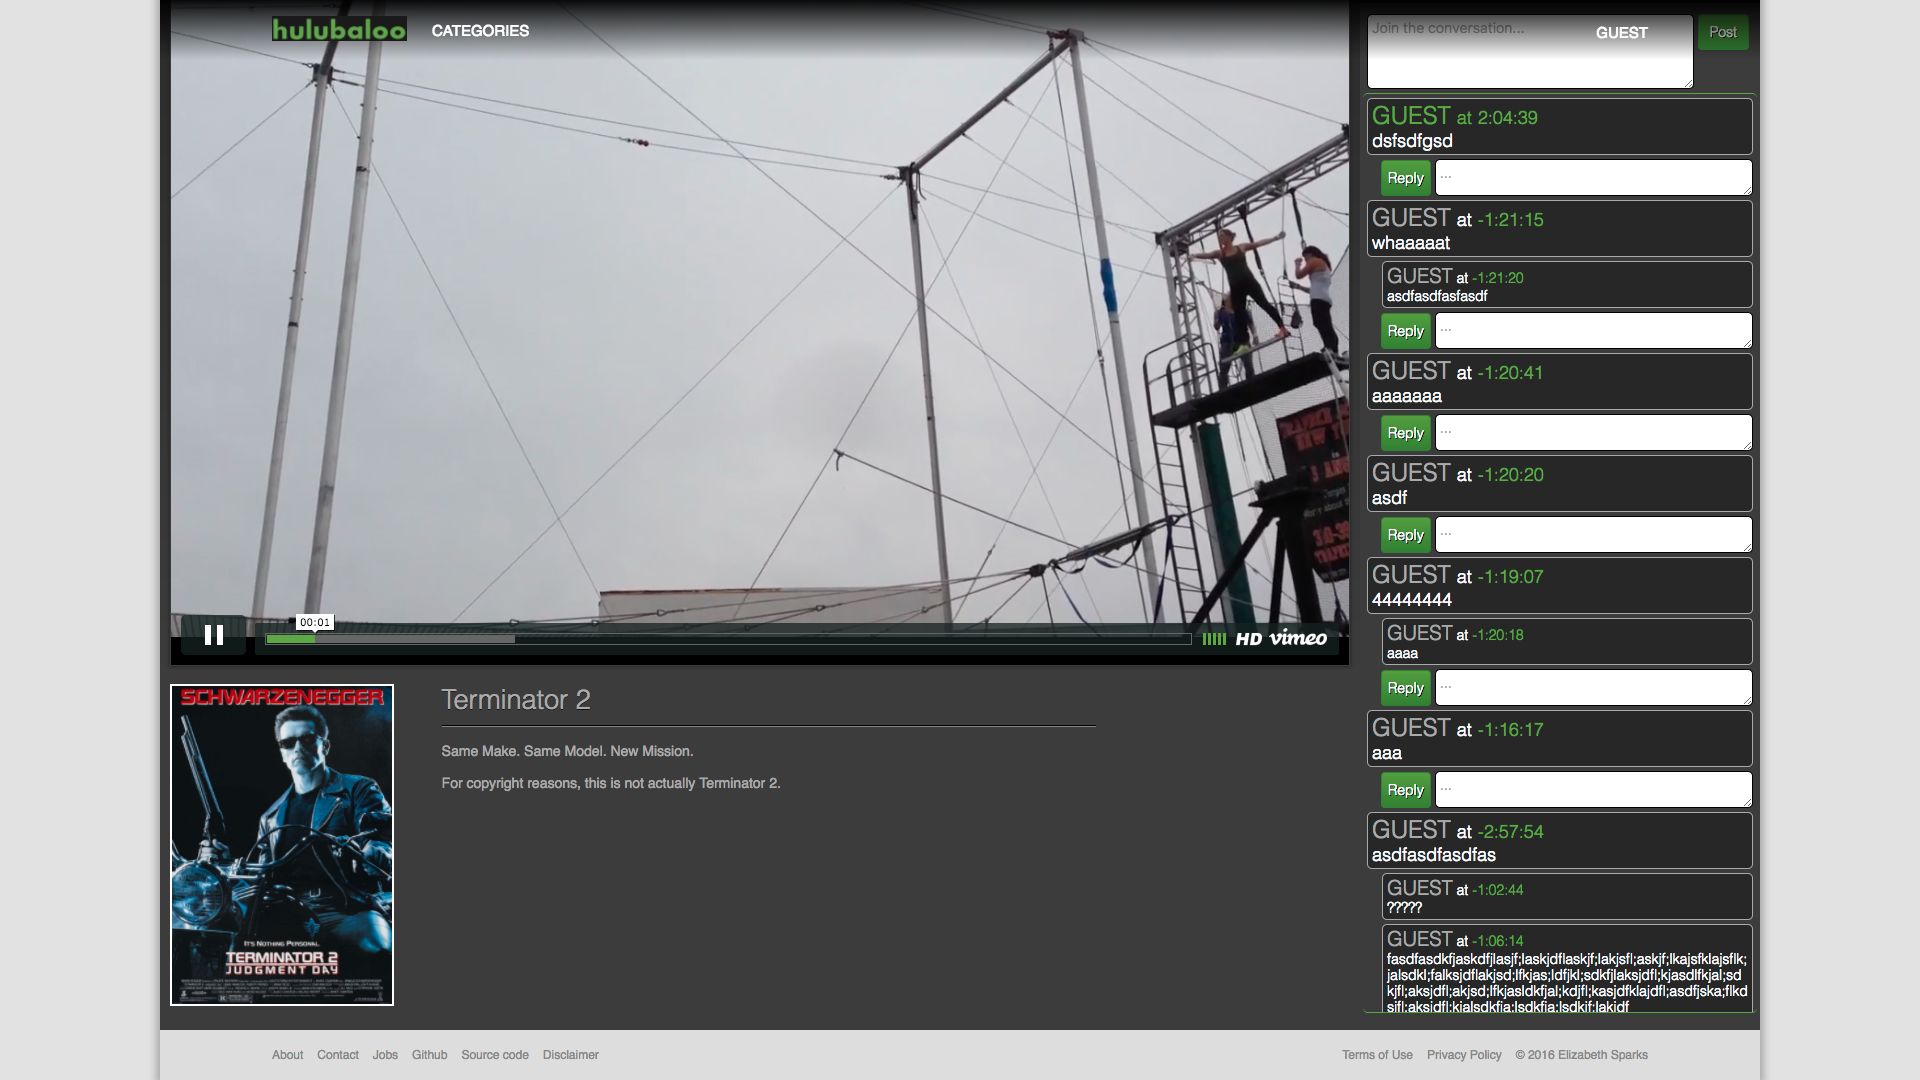 hulubaloo
CATEGORIES
GUEST
Join the conversation...
Post
GUEST at 2:04:39
dsfsdfgsd
Reply
...
GUEST at -1:21:15
whaaaaat
GUEST at -1:21:20
asdfasdfasfasdf
Reply
...
GUEST at -1:20:41
aaaaaaa
Reply
...
GUEST at -1:20:20
asdf
Reply
...
GUEST at -1:19:07
44444444
GUEST at -1:20:18
aaaa
Reply
...
GUEST at -1:16:17
aaa
Reply
...
GUEST at -2:57:54
asdfasdfasdfas
GUEST at -1:02:44
?????
GUEST at -1:06:14
fasdfasdkfjaskdfjlasjf;laskjdflaskjf;lakjsfl;askjf;lkajsfklajsflk;
jalsdkl;falksjdflakjsd;lfkjas;ldfjkl;sdkfjlaksjdfl;kjasdlfkjal;sd
kjfl;aksjdfl;akjsd;lfkjasldkfjal;kdjfl;kasjdfklajdfl;asdfjska;flkd
sjfl;aksjdfl;kjalsdkfja;lsdkfja;lsdkjf;lakjdf
00:01
HD vimeo
SCHWARZENEGGER
IT'S NOTHING PERSONAL.
TERMINATOR 2
JUDGMENT DAY
Terminator 2
Same Make. Same Model. New Mission.
For copyright reasons, this is not actually Terminator 2.
About
Contact
Jobs
Github
Source code
Disclaimer
Terms of Use
Privacy Policy
© 2016 Elizabeth Sparks